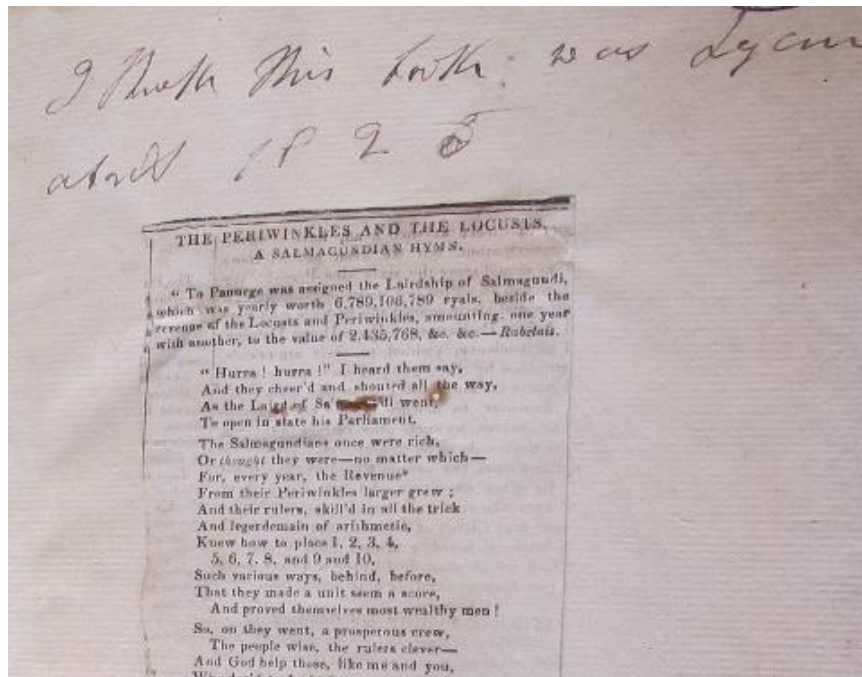 I think this book was
april 182
THE PERIWINKLES AND THE LOCUSTS.
A SALMAGUNDIAN HYMN.
“ To Panurge was assigned the Lairdship of Salmagundi,
which was yearly worth 6,789,106,789 ryals, beside the
revenue of the Locusts and Periwinkles, amounting one year
with another, to the value of 2,435,768, &c. &c.—Rabelais.
“ Hurra ! hurra !” I heard them say,
And they cheer'd and shouted all the way,
As the Laird of went,
To open in state his Parliament.
The Salmagundians once were rich,
Or thought they were—no matter which—
For, every year, the Revenue*
From their Periwinkles larger grew ;
And their rulers, skill'd in all the trick
And legerdemain of arithmetic,
Knew how to place 1, 2, 3, 4,
5, 6, 7, 8, and 9 and 10,
Such various ways, behind, before,
That they made a unit seem a score,
And proved themselves most wealthy men !
So, on they went, a prosperous crew,
The people wise, the rulers clever—
And God help those, like me and you,